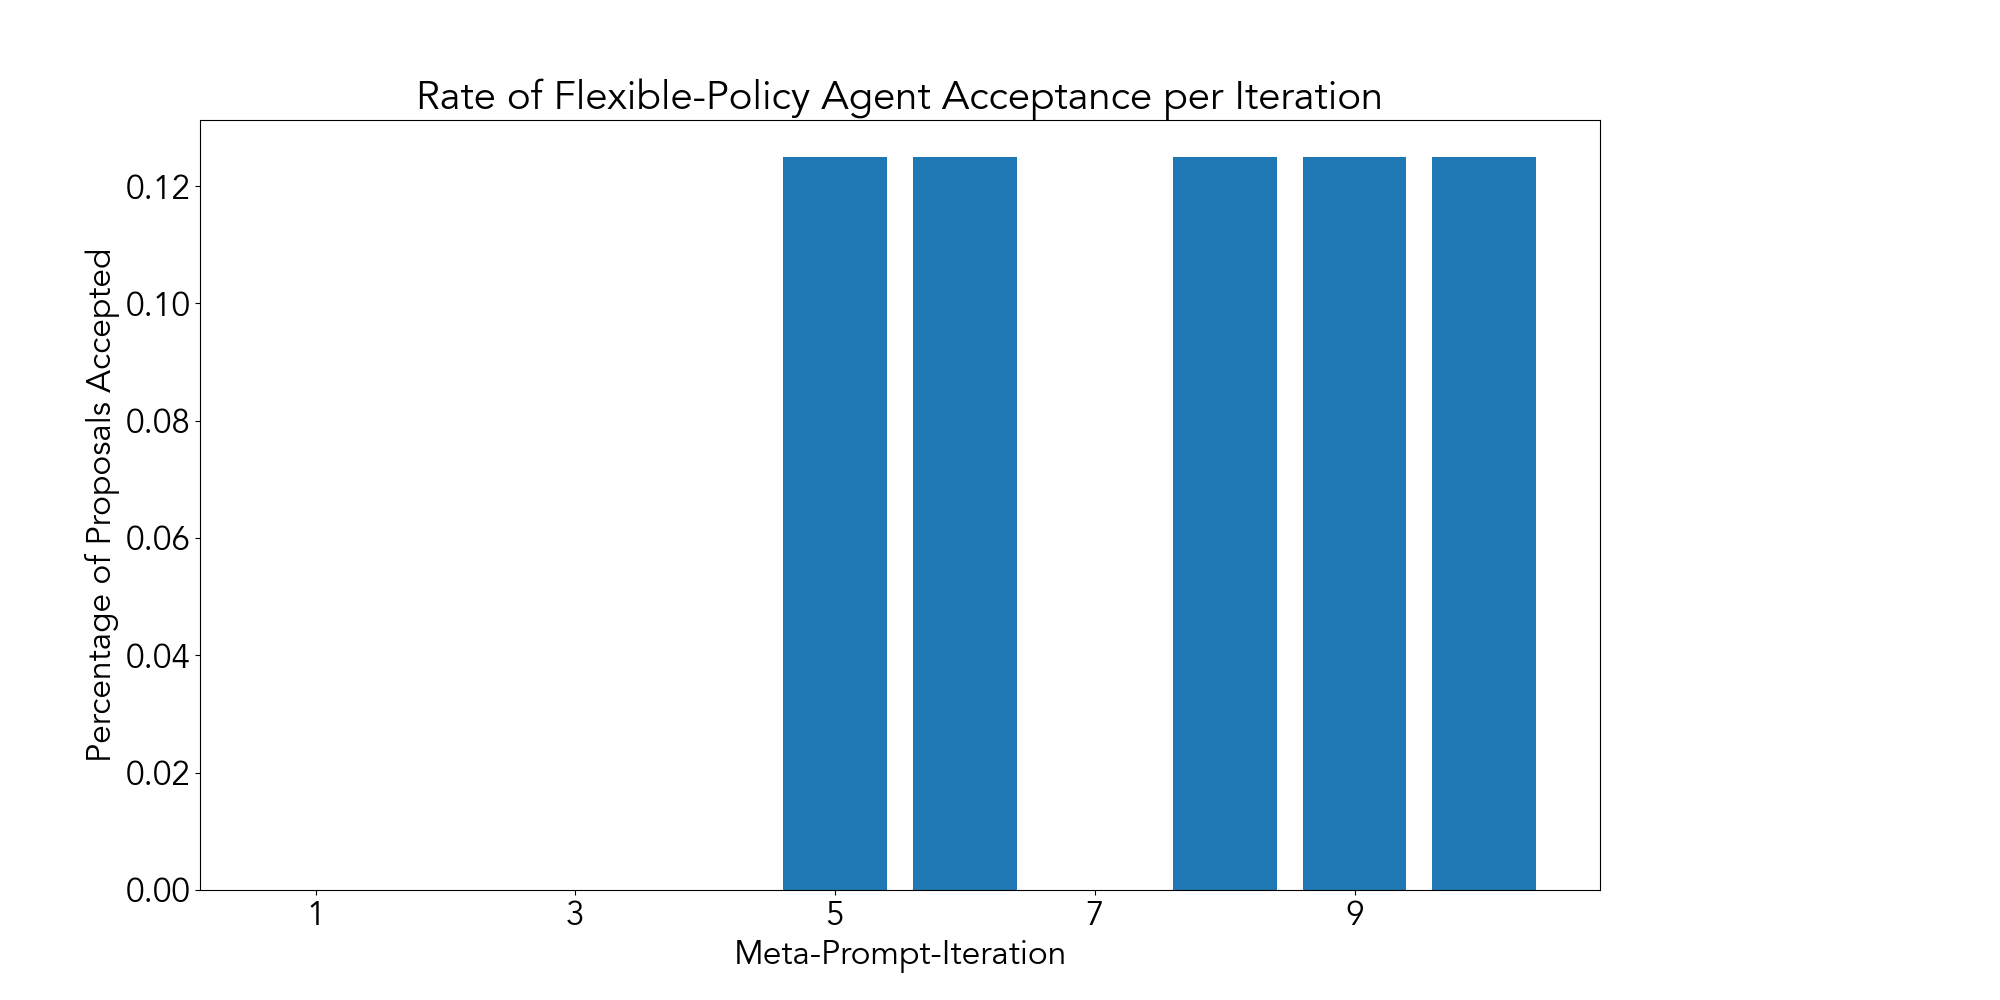 Rate of Flexible-Policy Agent Acceptance per Iteration
Percentage of Proposals Accepted
0.12
0.10
0.08
0.06
0.04
0.02
0.00
1 3 5 7 9
Meta-Prompt-Iteration